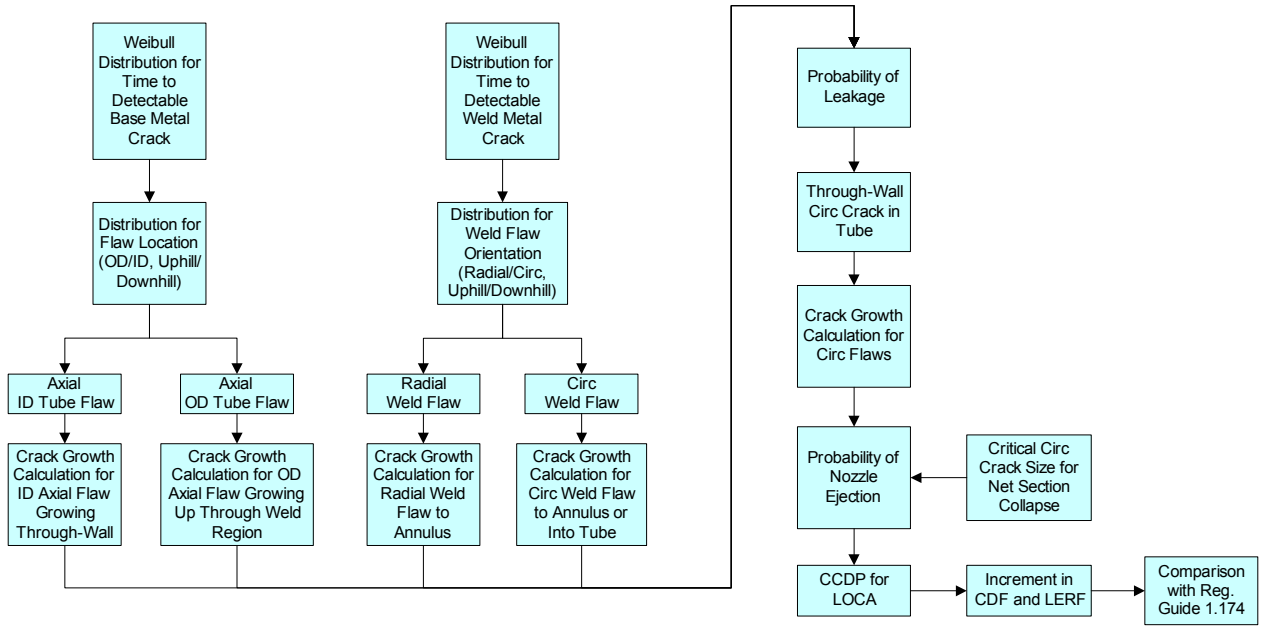 Weibull
Distribution for
Time to
Detectable
Base Metal
Crack
Distribution for
Flaw Location
(OD/ID, Uphill/
Downhill)
Axial
ID Tube Flaw
Axial
OD Tube Flaw
Crack Growth
Calculation for
ID Axial Flaw
Growing
Through-Wall
Crack Growth
Calculation for OD
Axial Flaw Growing
Up Through Weld
Region
Weibull
Distribution for
Time to
Detectable
Weld Metal
Crack
Distribution for
Weld Flaw
Orientation
(Radial/Circ,
Uphill/Downhill)
Radial
Weld Flaw
Circ
Weld Flaw
Crack Growth
Calculation for
Radial Weld
Flaw to
Annulus
Crack Growth
Calculation for
Circ Weld Flaw
to Annulus or
Into Tube
Probability of
Leakage
Through-Wall
Circ Crack in
Tube
Crack Growth
Calculation for
Circ Flaws
Probability of
Nozzle
Ejection
Critical Circ
Crack Size for
Net Section
Collapse
CCDP for
LOCA
Increment in
CDF and LERF
Comparison
with Reg.
Guide 1.174